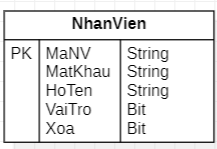 NhanVien
PK MaNV String
MatKhau String
HoTen String
VaiTro Bit
Xoa Bit